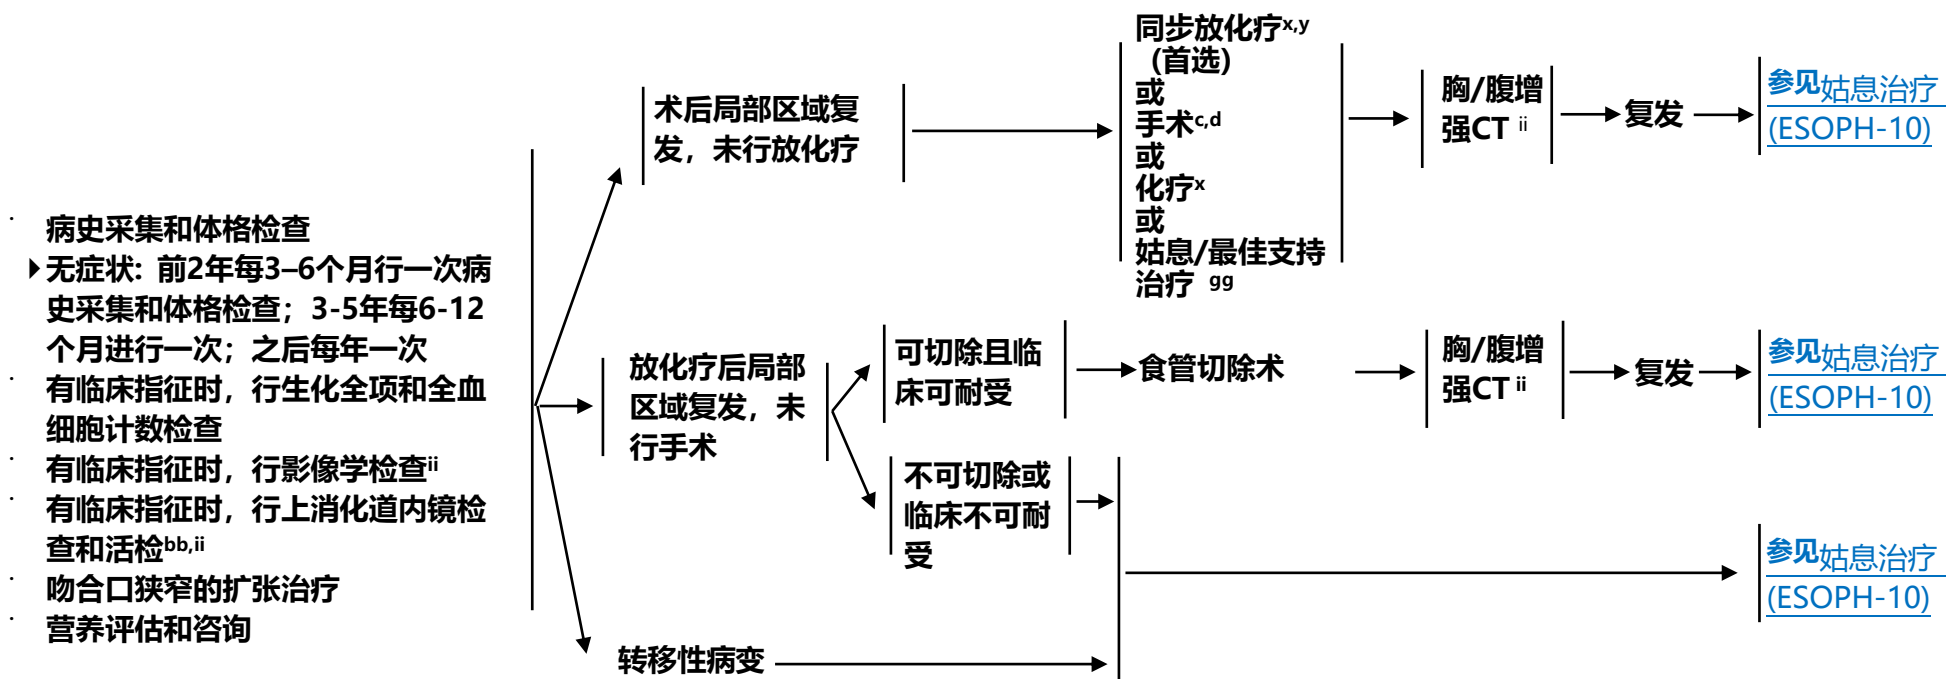 · 病史采集和体格检查
▶无症状: 前2年每3–6个月行一次病
史采集和体格检查；3-5年每6-12
个月进行一次；之后每年一次
· 有临床指征时，行生化全项和全血
细胞计数检查
· 有临床指征时，行影像学检查ii
· 有临床指征时，行上消化道内镜检
查和活检bb,ii
· 吻合口狭窄的扩张治疗
· 营养评估和咨询
术后局部区域复
发，未行放化疗
同步放化疗x,y
(首选)
或
手术c,d
或
化疗x
或
姑息/最佳支持
治疗 gg
胸/腹增
强CT ii
复发
参见姑息治疗
(ESOPH-10)
放化疗后局部
区域复发，未
行手术
可切除且临
床可耐受
食管切除术
胸/腹增
强CT ii
复发
参见姑息治疗
(ESOPH-10)
不可切除或
临床不可耐
受
转移性病变
参见姑息治疗
(ESOPH-10)